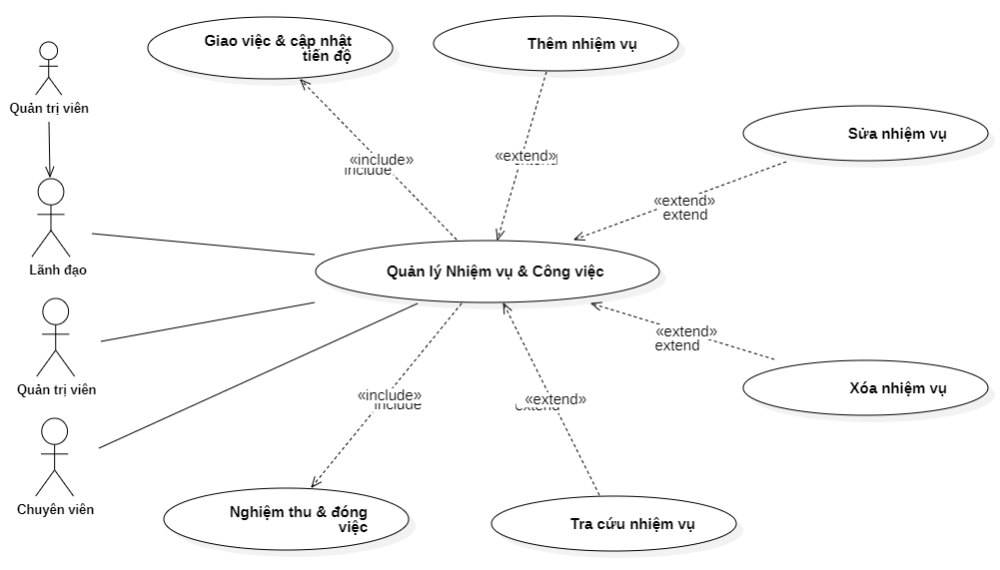 Giao việc & cập nhật
tiến độ
Thêm nhiệm vụ
Quản trị viên
Sửa nhiệm vụ
«include»
include
«extend»
extend
«extend»
extend
Lãnh đạo
Quản lý Nhiệm vụ & Công việc
«extend»
extend
Quản trị viên
Xóa nhiệm vụ
«include»
include
«extend»
extend
Chuyên viên
Nghiệm thu & đóng
việc
Tra cứu nhiệm vụ